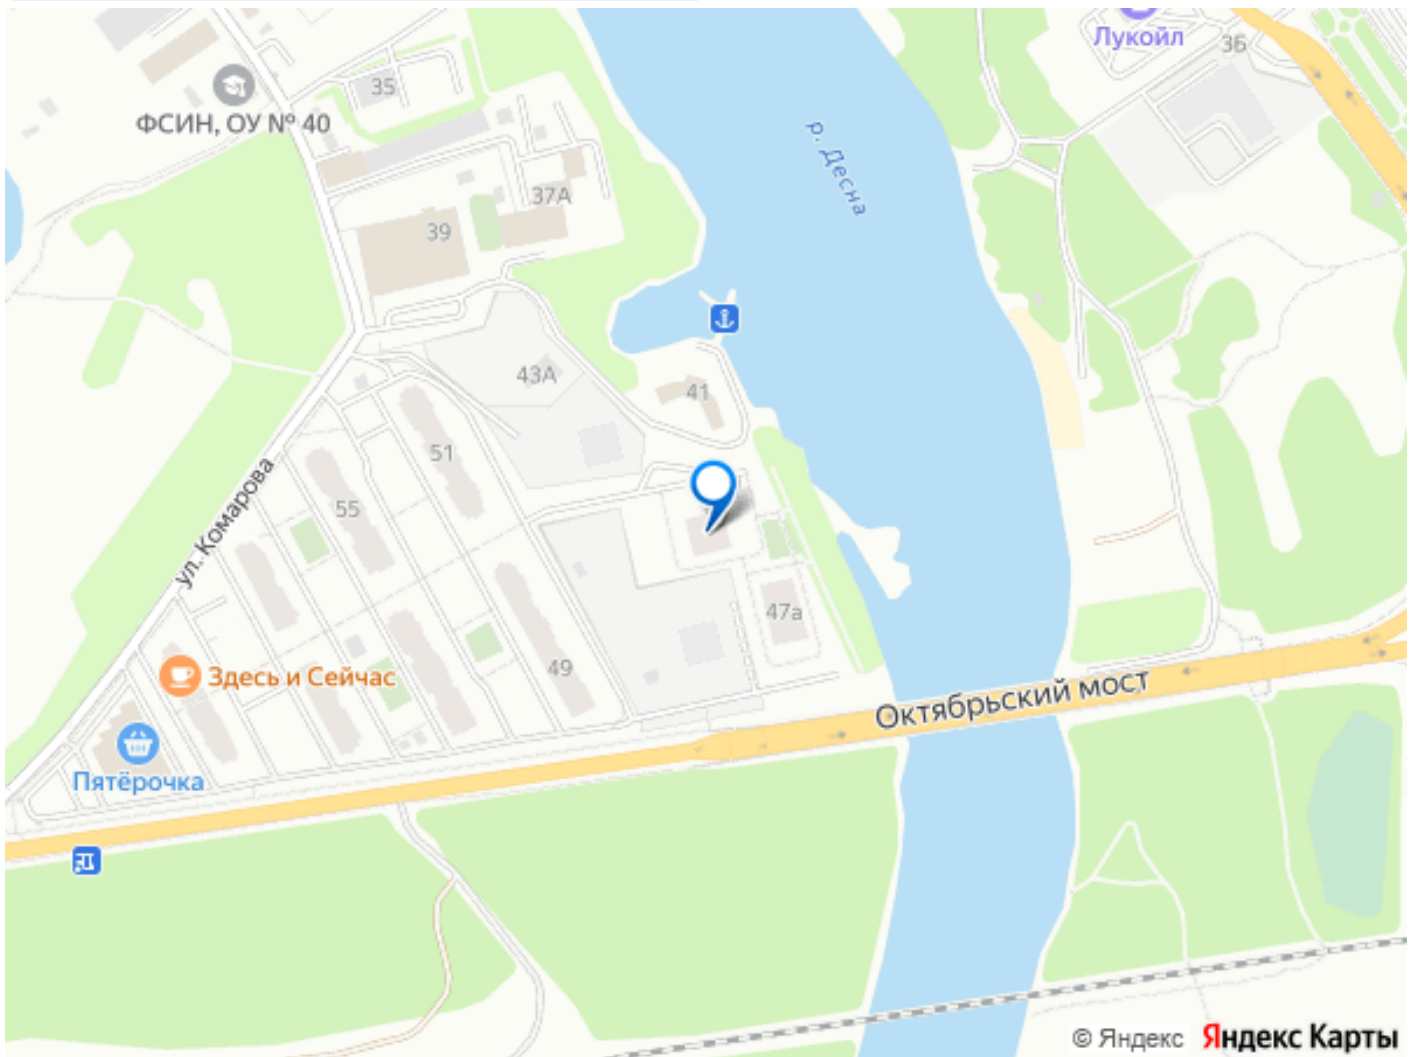 Лукойл
36
35
ФСИН, ОУ № 40
р. Десна
37А
39
43А
41
51
55
ул. Комарова
47а
49
Здесь и Сейчас
Октябрьский мост
Пятёрочка
© Яндекс Яндекс Карты